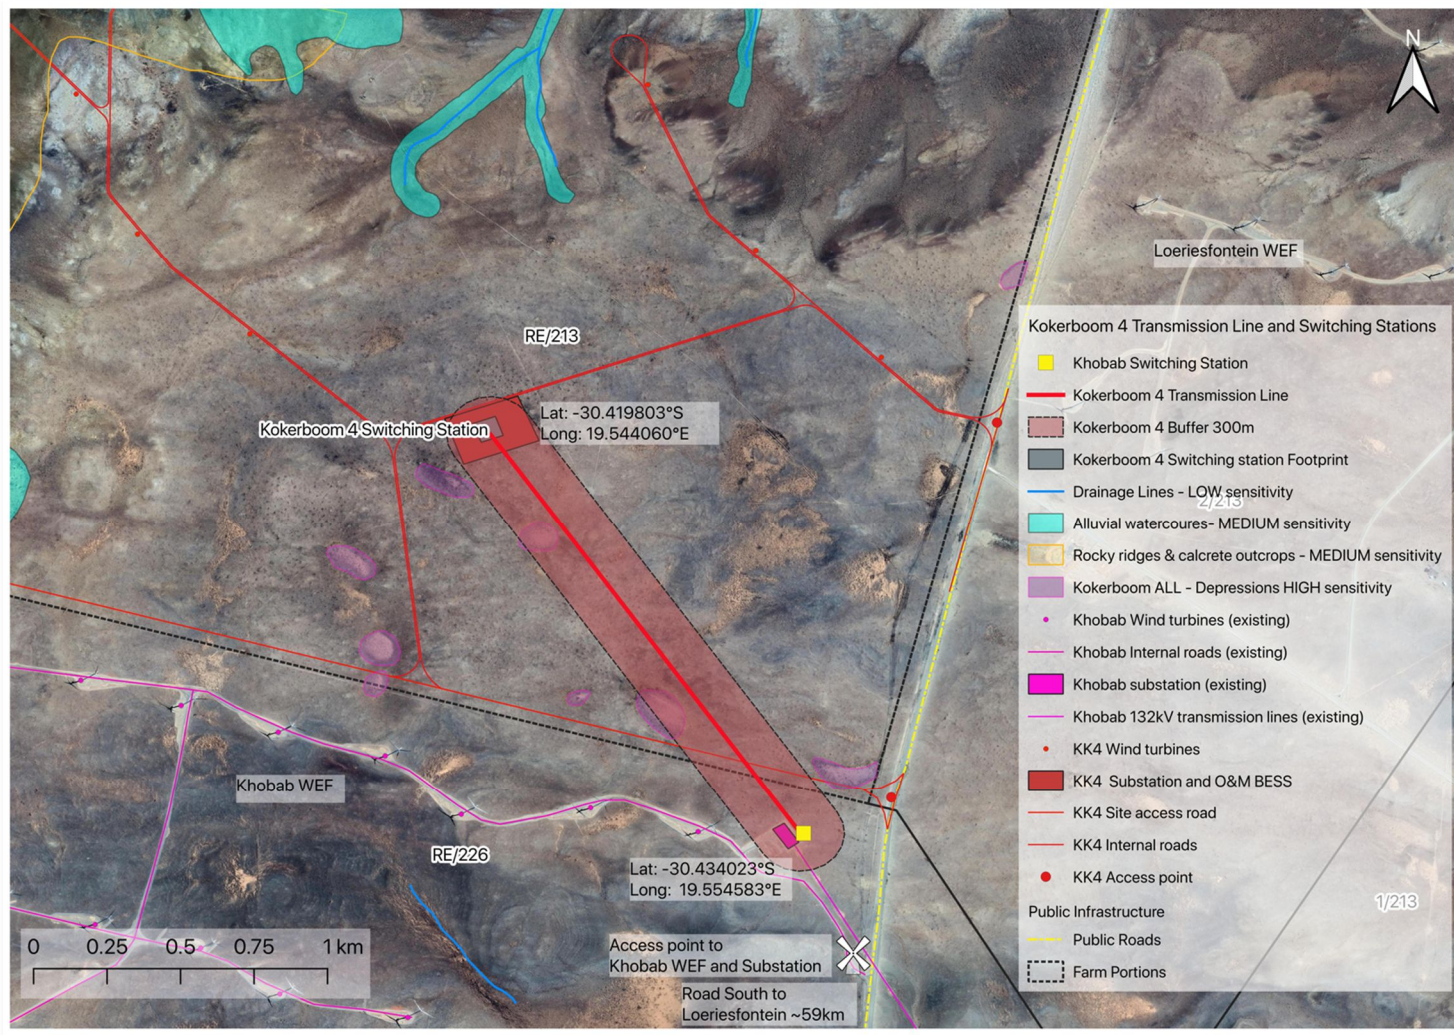 N
Loeriesfontein WEF
RE/213
Kokerboom 4 Switching Station
Lat: -30.419803°S
Long: 19.544060°E
Kokerboom 4 Transmission Line and Switching Stations
Khobab Switching Station
Kokerboom 4 Transmission Line
Kokerboom 4 Buffer 300m
Kokerboom 4 Switching station Footprint
Drainage Lines - LOW sensitivity
2/213
Alluvial watercoures- MEDIUM sensitivity
Rocky ridges & calcrete outcrops - MEDIUM sensitivity
Kokerboom ALL - Depressions HIGH sensitivity
Khobab Wind turbines (existing)
Khobab Internal roads (existing)
Khobab substation (existing)
Khobab 132kV transmission lines (existing)
KK4 Wind turbines
KK4 Substation and O&M BESS
KK4 Site access road
KK4 Internal roads
KK4 Access point
Public Infrastructure
Public Roads
Farm Portions
1/213
Khobab WEF
RE/226
Lat: -30.434023°S
Long: 19.554583°E
0 0.25 0.5 0.75 1 km
Access point to
Khobab WEF and Substation
Road South to
Loeriesfontein ~59km